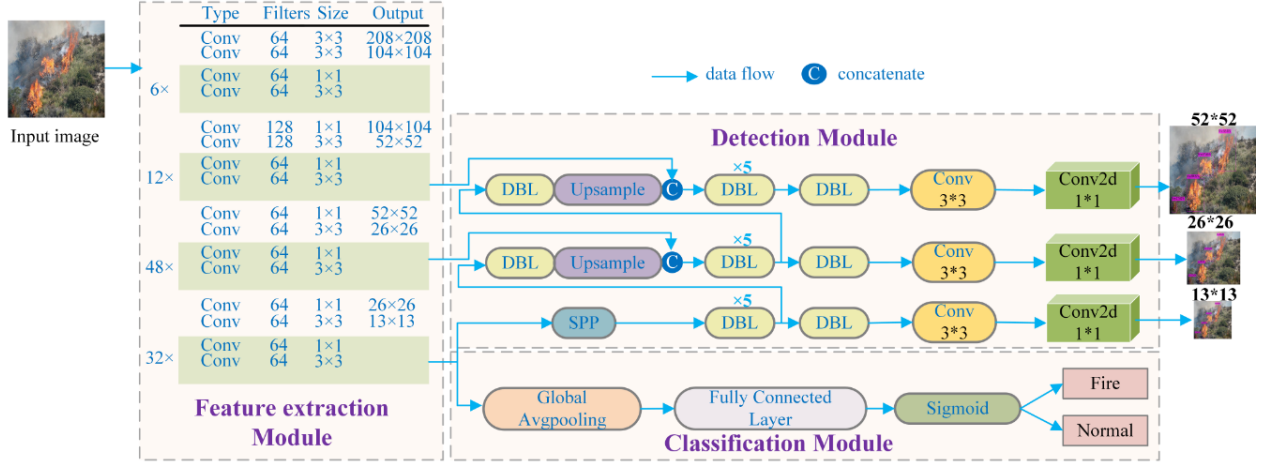 Input image
Type Filters Size Output
Conv 64 3×3 208×208
Conv 64 3×3 104×104
6×
Conv 64 1×1
Conv 64 3×3
Conv 128 1×1 104×104
Conv 128 3×3 52×52
12×
Conv 64 1×1
Conv 64 3×3
Conv 64 1×1 52×52
Conv 64 3×3 26×26
48×
Conv 64 1×1
Conv 64 3×3
Conv 64 1×1 26×26
Conv 64 3×3 13×13
32×
Conv 64 1×1
Conv 64 3×3
Feature extraction
Module
data flow
C concatenate
Detection Module
DBL Upsample C
×5
DBL
DBL
Conv
3*3
Conv2d
1*1
52*52
DBL Upsample C
×5
DBL
DBL
Conv
3*3
Conv2d
1*1
26*26
SPP
×5
DBL
DBL
Conv
3*3
Conv2d
1*1
13*13
Global
Avgpooling
Fully Connected
Layer
Sigmoid
Fire
Normal
Classification Module